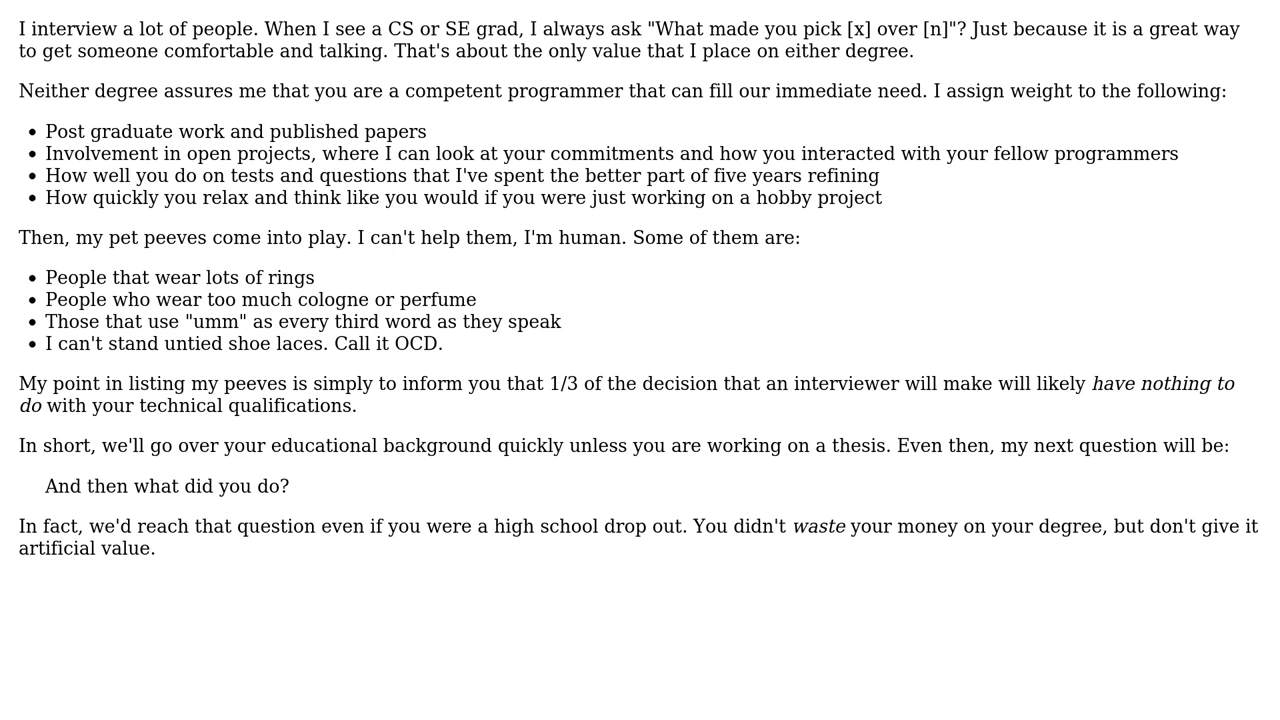 I interview a lot of people. When I see a CS or SE grad, I always ask "What made you pick [x] over [n]"? Just because it is a great way
to get someone comfortable and talking. That's about the only value that I place on either degree.
Neither degree assures me that you are a competent programmer that can fill our immediate need. I assign weight to the following:
• Post graduate work and published papers
• Involvement in open projects, where I can look at your commitments and how you interacted with your fellow programmers
• How well you do on tests and questions that I've spent the better part of five years refining
• How quickly you relax and think like you would if you were just working on a hobby project
Then, my pet peeves come into play. I can't help them, I'm human. Some of them are:
• People that wear lots of rings
• People who wear too much cologne or perfume
• Those that use "umm" as every third word as they speak
• I can't stand untied shoe laces. Call it OCD.
My point in listing my peeves is simply to inform you that 1/3 of the decision that an interviewer will make will likely have nothing to
do with your technical qualifications.
In short, we'll go over your educational background quickly unless you are working on a thesis. Even then, my next question will be:
And then what did you do?
In fact, we'd reach that question even if you were a high school drop out. You didn't waste your money on your degree, but don't give it
artificial value.